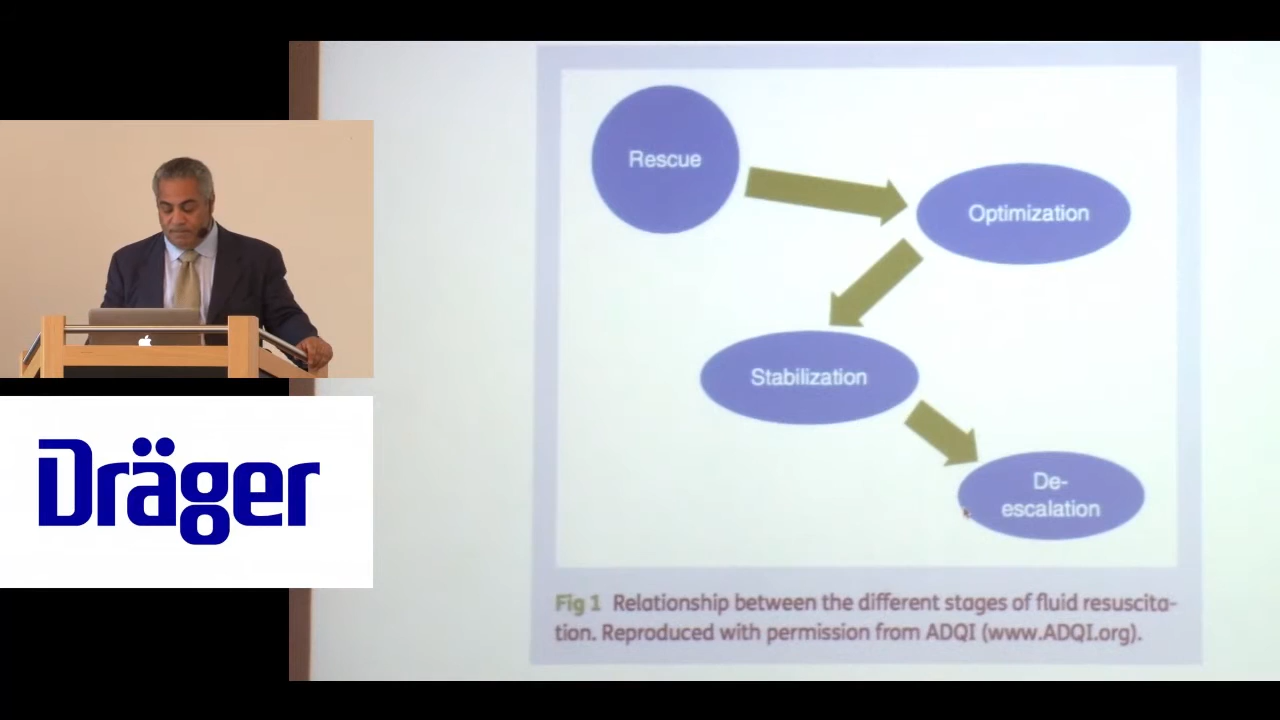 Rescue
Optimization
Stabilization
De-
escalation
Fig 1 Relationship between the different stages of fluid resuscita-
tion. Reproduced with permission from ADQI (www.ADQI.org).
Dräger